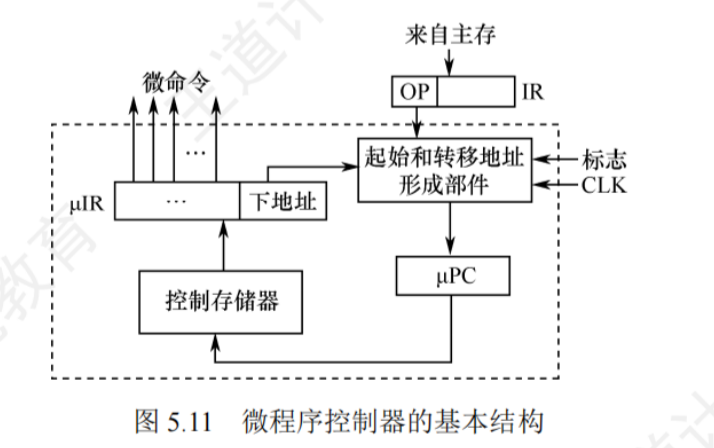 来自主存
微命令
OP
IR
…
起始和转移地址
形成部件
标志
CLK
μIR
…
下地址
μPC
控制存储器
图 5.11 微程序控制器的基本结构